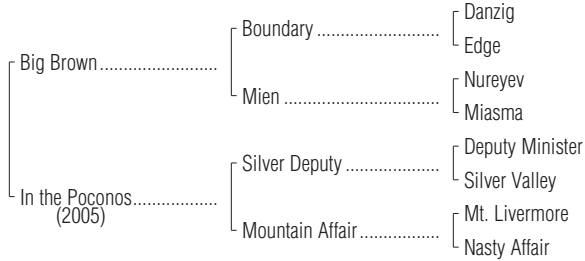 Danzig
Boundary
Edge
Big Brown
Nureyev
Mien
Miasma
Deputy Minister
Silver Deputy
Silver Valley
In the Poconos
(2005)
Mt. Livermore
Mountain Affair
Nasty Affair